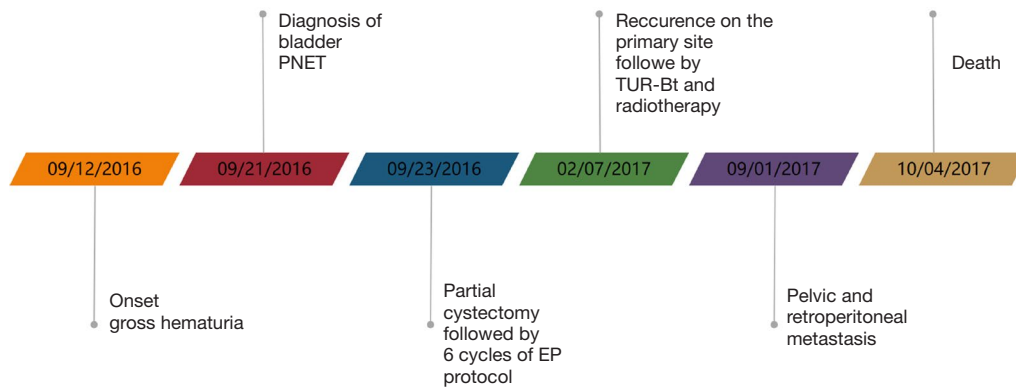 Diagnosis of
bladder
PNET
Reccurence on the
primary site
followe by
TUR-Bt and
radiotherapy
Death
09/12/2016
09/21/2016
09/23/2016
02/07/2017
09/01/2017
10/04/2017
Onset
gross hematuria
Partial
cystectomy
followed by
6 cycles of EP
protocol
Pelvic and
retroperitoneal
metastasis